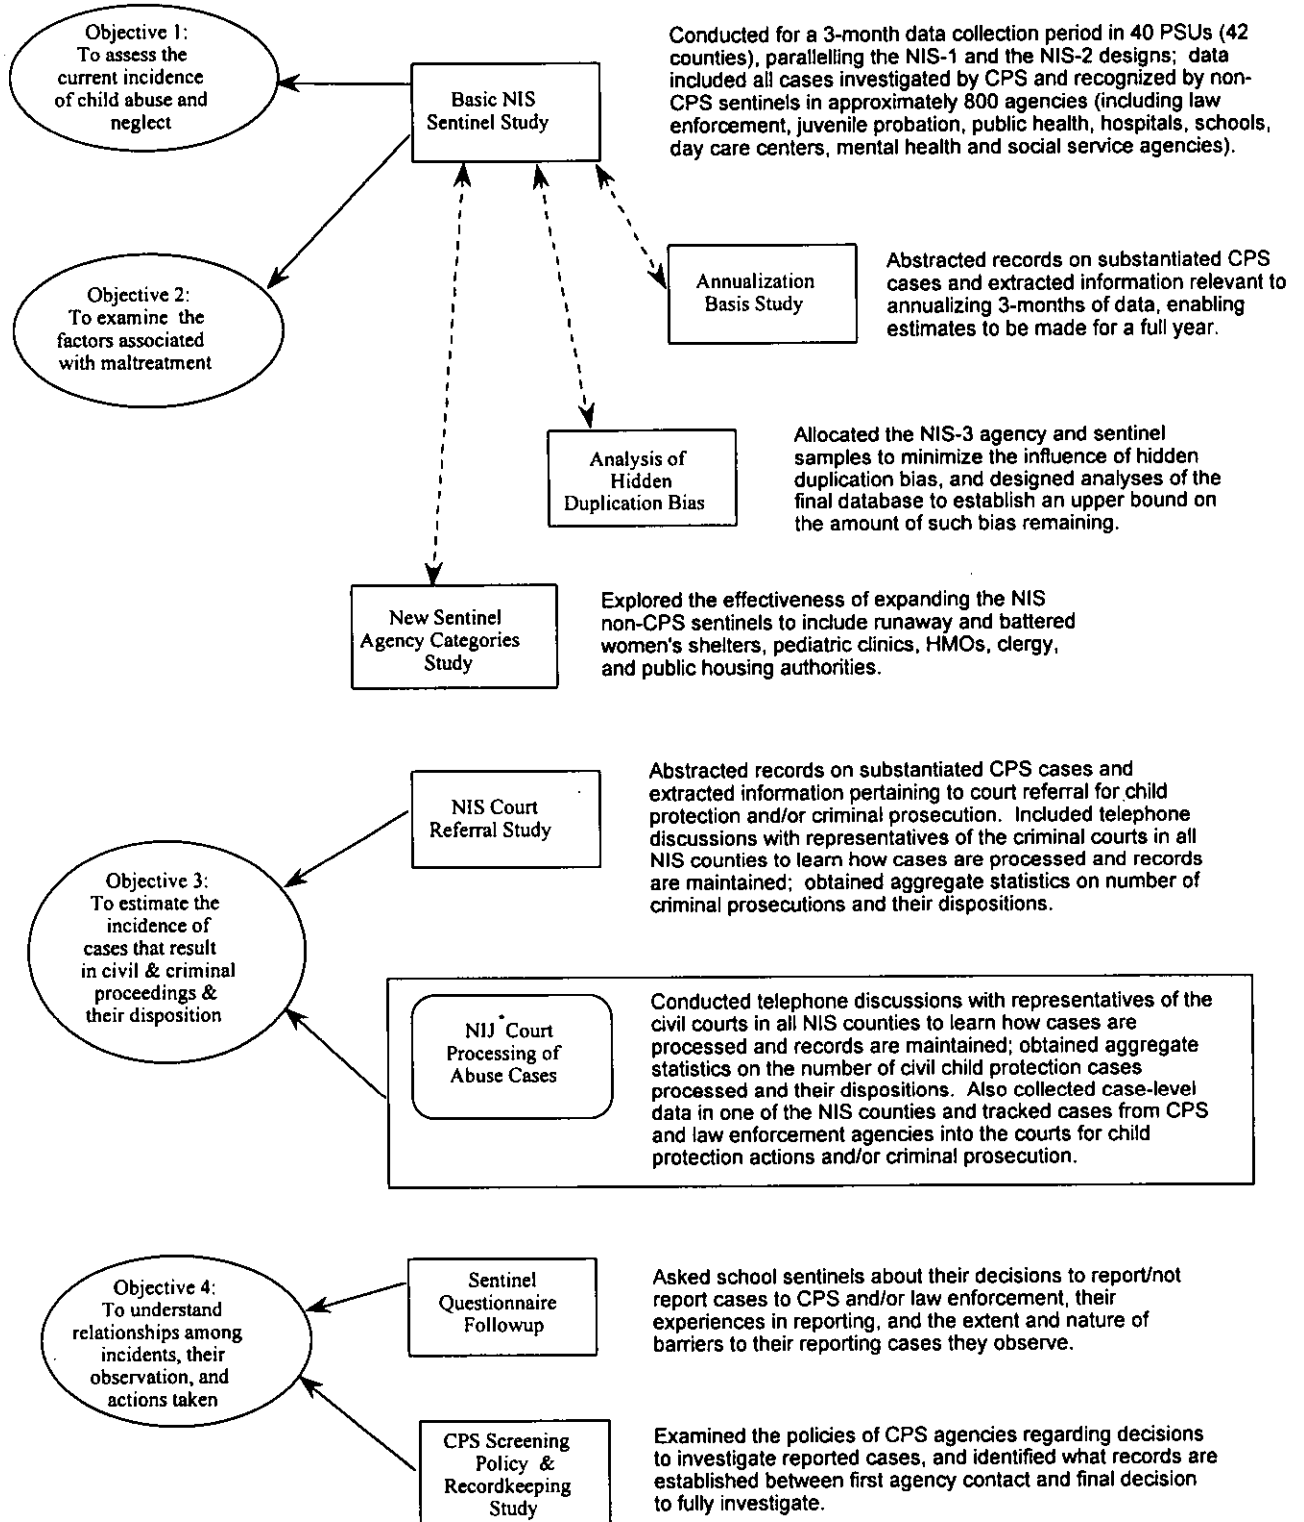 Objective 1:
To assess the
current incidence
of child abuse and
neglect
Basic NIS
Sentinel Study
Conducted for a 3-month data collection period in 40 PSUs (42
counties), parallelling the NIS-1 and the NIS-2 designs; data
included all cases investigated by CPS and recognized by non-
CPS sentinels in approximately 800 agencies (including law
enforcement, juvenile probation, public health, hospitals, schools,
day care centers, mental health and social service agencies).
Objective 2:
To examine the
factors associated
with maltreatment
Annualization
Basis Study
Abstracted records on substantiated CPS
cases and extracted information relevant to
annualizing 3-months of data, enabling
estimates to be made for a full year.
Analysis of
Hidden
Duplication Bias
Allocated the NIS-3 agency and sentinel
samples to minimize the influence of hidden
duplication bias, and designed analyses of the
final database to establish an upper bound on
the amount of such bias remaining.
New Sentinel
Agency Categories
Study
Explored the effectiveness of expanding the NIS
non-CPS sentinels to include runaway and battered
women's shelters, pediatric clinics, HMOs, clergy,
and public housing authorities.
NIS Court
Referral Study
Abstracted records on substantiated CPS cases and
extracted information pertaining to court referral for child
protection and/or criminal prosecution. Included telephone
discussions with representatives of the criminal courts in all
NIS counties to learn how cases are processed and records
are maintained; obtained aggregate statistics on number of
criminal prosecutions and their dispositions.
Objective 3:
To estimate the
incidence of
cases that result
in civil & criminal
proceedings &
their disposition
NIJ * Court
Processing of
Abuse Cases
Conducted telephone discussions with representatives of the
civil courts in all NIS counties to learn how cases are
processed and records are maintained; obtained aggregate
statistics on the number of civil child protection cases
processed and their dispositions. Also collected case-level
data in one of the NIS counties and tracked cases from CPS
and law enforcement agencies into the courts for child
protection actions and/or criminal prosecution.
Objective 4:
To understand
relationships among
incidents, their
observation, and
actions taken
Sentinel
Questionnaire
Followup
Asked school sentinels about their decisions to report/not
report cases to CPS and/or law enforcement, their
experiences in reporting, and the extent and nature of
barriers to their reporting cases they observe.
CPS Screening
Policy &
Recordkeeping
Study
Examined the policies of CPS agencies regarding decisions
to investigate reported cases, and identified what records are
established between first agency contact and final decision
to fully investigate.